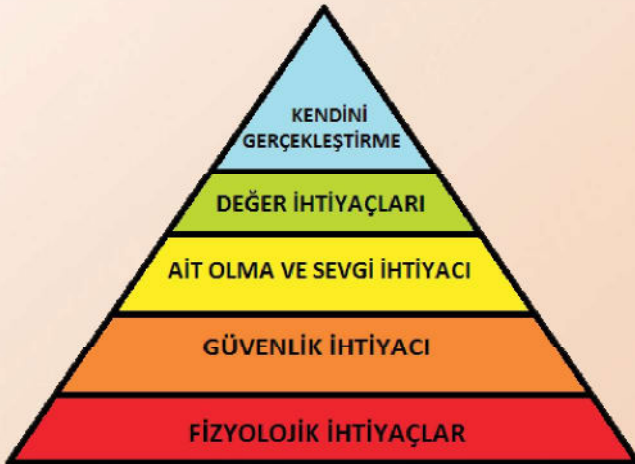 KENDİNİ
GERÇEKLEŞTİRME
DEĞER İHTİYAÇLARI
AİT OLMA VE SEVGİ İHTİYACI
GÜVENLİK İHTİYACI
FİZYOLOJİK İHTİYAÇLAR